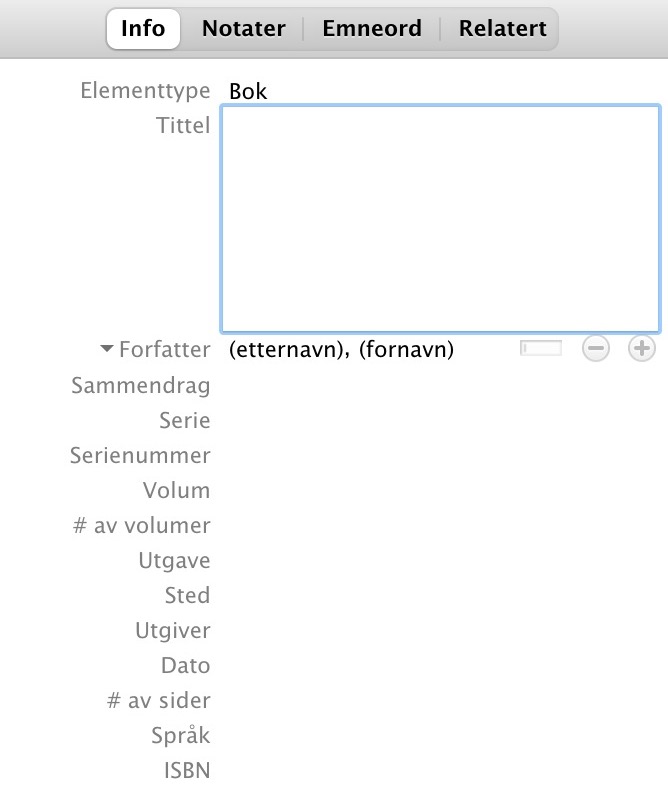 Info Notater Emneord Relatert
Elementtype Bok
Tittel
Forfatter (etternavn), (fornavn)
Sammendrag
Serie
Serienummer
Volum
# av volumer
Utgave
Sted
Utgiver
Dato
# av sider
Språk
ISBN